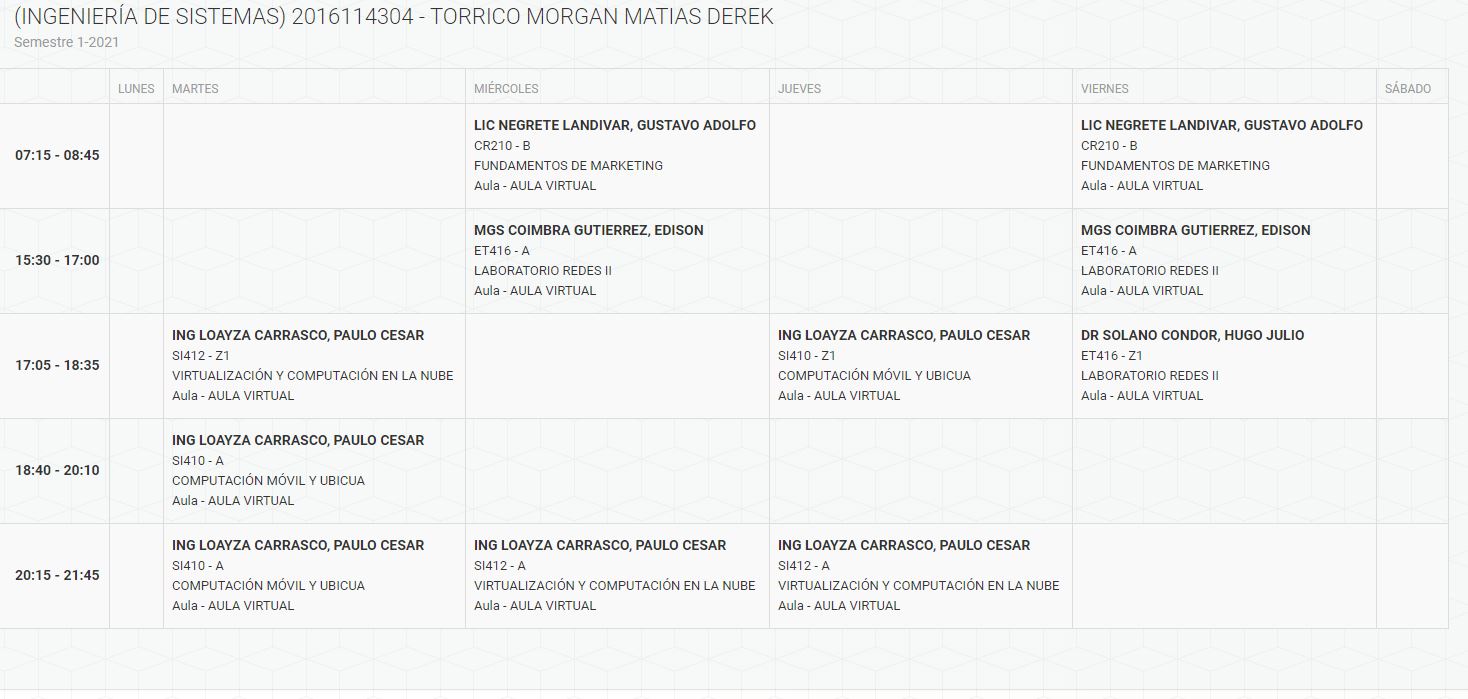 (INGENIERÍA DE SISTEMAS) 2016114304 - TORRICO MORGAN MATIAS DEREK
Semestre 1-2021
LUNES MARTES MIÉRCOLES JUEVES VIERNES SÁBADO
07:15 - 08:45
LIC NEGRETE LANDIVAR, GUSTAVO ADOLFO
CR210 - B
FUNDAMENTOS DE MARKETING
Aula - AULA VIRTUAL
LIC NEGRETE LANDIVAR, GUSTAVO ADOLFO
CR210 - B
FUNDAMENTOS DE MARKETING
Aula - AULA VIRTUAL
15:30 - 17:00
MGS COIMBRA GUTIERREZ, EDISON
ET416 - A
LABORATORIO REDES II
Aula - AULA VIRTUAL
MGS COIMBRA GUTIERREZ, EDISON
ET416 - A
LABORATORIO REDES II
Aula - AULA VIRTUAL
17:05 - 18:35
ING LOAYZA CARRASCO, PAULO CESAR
SI412 - Z1
VIRTUALIZACIÓN Y COMPUTACIÓN EN LA NUBE
Aula - AULA VIRTUAL
ING LOAYZA CARRASCO, PAULO CESAR
SI410 - Z1
COMPUTACIÓN MÓVIL Y UBICUA
Aula - AULA VIRTUAL
DR SOLANO CONDOR, HUGO JULIO
ET416 - Z1
LABORATORIO REDES II
Aula - AULA VIRTUAL
18:40 - 20:10
ING LOAYZA CARRASCO, PAULO CESAR
SI410 - A
COMPUTACIÓN MÓVIL Y UBICUA
Aula - AULA VIRTUAL
20:15 - 21:45
ING LOAYZA CARRASCO, PAULO CESAR
SI410 - A
COMPUTACIÓN MÓVIL Y UBICUA
Aula - AULA VIRTUAL
ING LOAYZA CARRASCO, PAULO CESAR
SI412 - A
VIRTUALIZACIÓN Y COMPUTACIÓN EN LA NUBE
Aula - AULA VIRTUAL
ING LOAYZA CARRASCO, PAULO CESAR
SI412 - A
VIRTUALIZACIÓN Y COMPUTACIÓN EN LA NUBE
Aula - AULA VIRTUAL